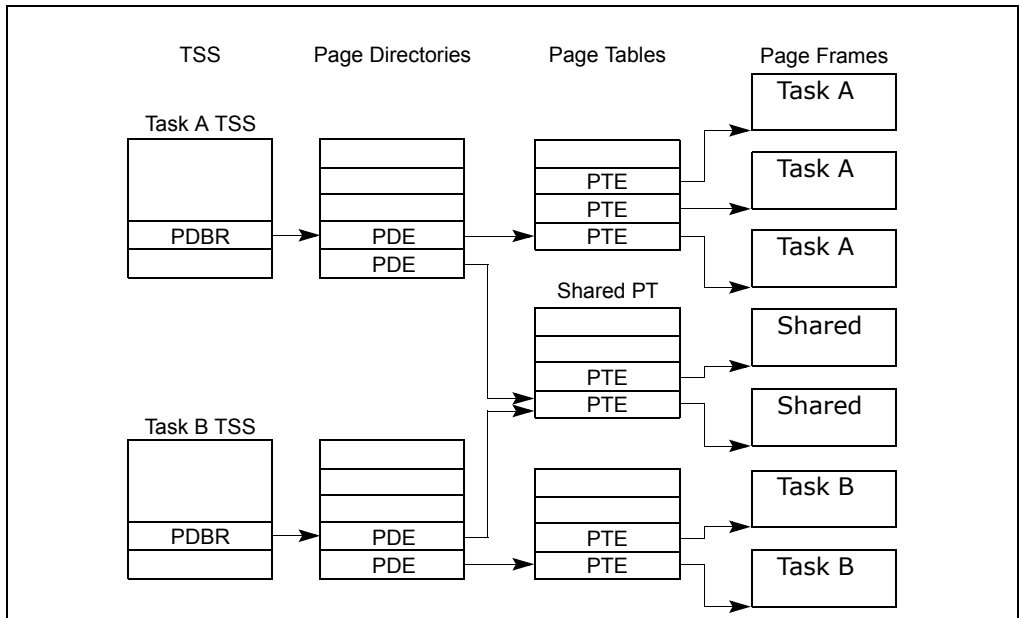 TSS
Page Directories
Page Tables
Page Frames
Task A
Task A TSS
Task A
PTE
PTE
PDBR
PDE
PTE
Task A
PDE
Shared PT
Shared
PTE
PTE
Shared
Task B TSS
Task B
PDBR
PDE
PTE
PDE
PTE
Task B